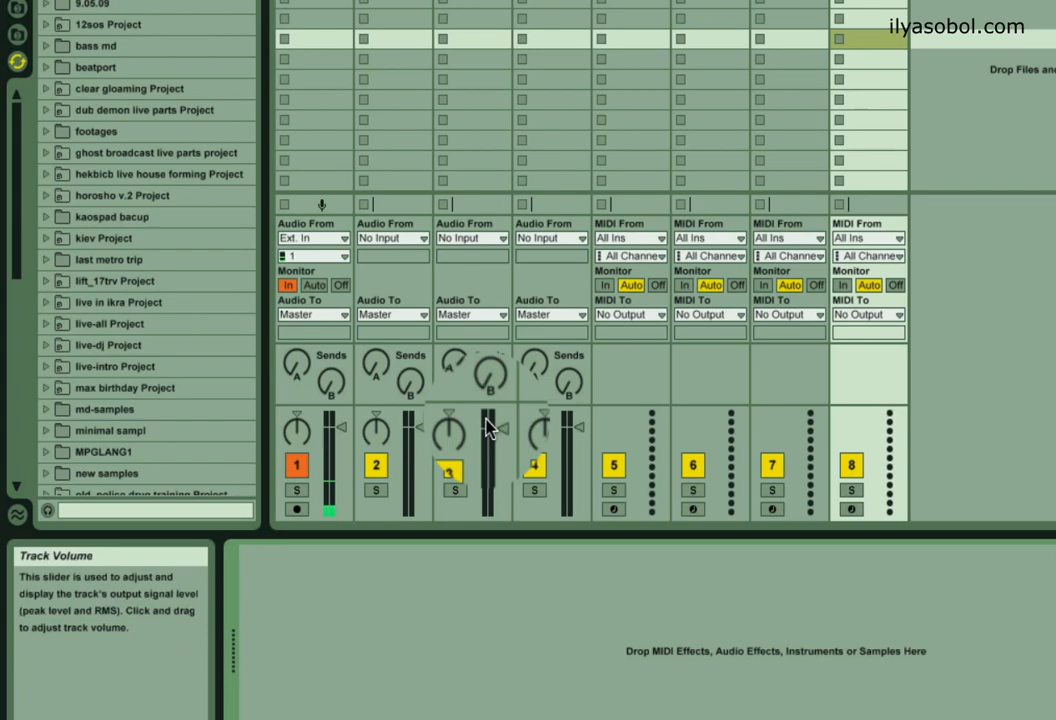 ilyasobol.com
9.05.09
12sos Project
bass md
beatport
clear gloaming Project
dub demon live parts Project
footages
ghost broadcast live parts project
hekbicb live house forming Project
horosho v.2 Project
kaospad bacup
kiev Project
last metro trip
lift_17trv Project
live in ikra Project
live-all Project
live-dj Project
live-intro Project
max birthday Project
md-samples
minimal sampl
MPGLANG1
new samples
Drop Files and
Audio From Audio From Audio From Audio From MIDI From MIDI From MIDI From MIDI From
Ext. In No Input No Input No Input All Ins All Ins All Ins All Ins
1 All Channe All Channe All Channe All Channe
Monitor Monitor Monitor Monitor Monitor
In Auto Off In Auto Off In Auto Off In Auto Off In Auto Off
Audio To Audio To Audio To Audio To MIDI To MIDI To MIDI To MIDI To
Master Master Master Master No Output No Output No Output No Output
Sends Sends Sends
A A A
B B B B
1 2 3 4 5 6 7 8
S S S S S S S S
Track Volume
This slider is used to adjust and
display the track's output signal level
(peak level and RMS). Click and drag
to adjust track volume.
Drop MIDI Effects, Audio Effects, Instruments or Samples Here